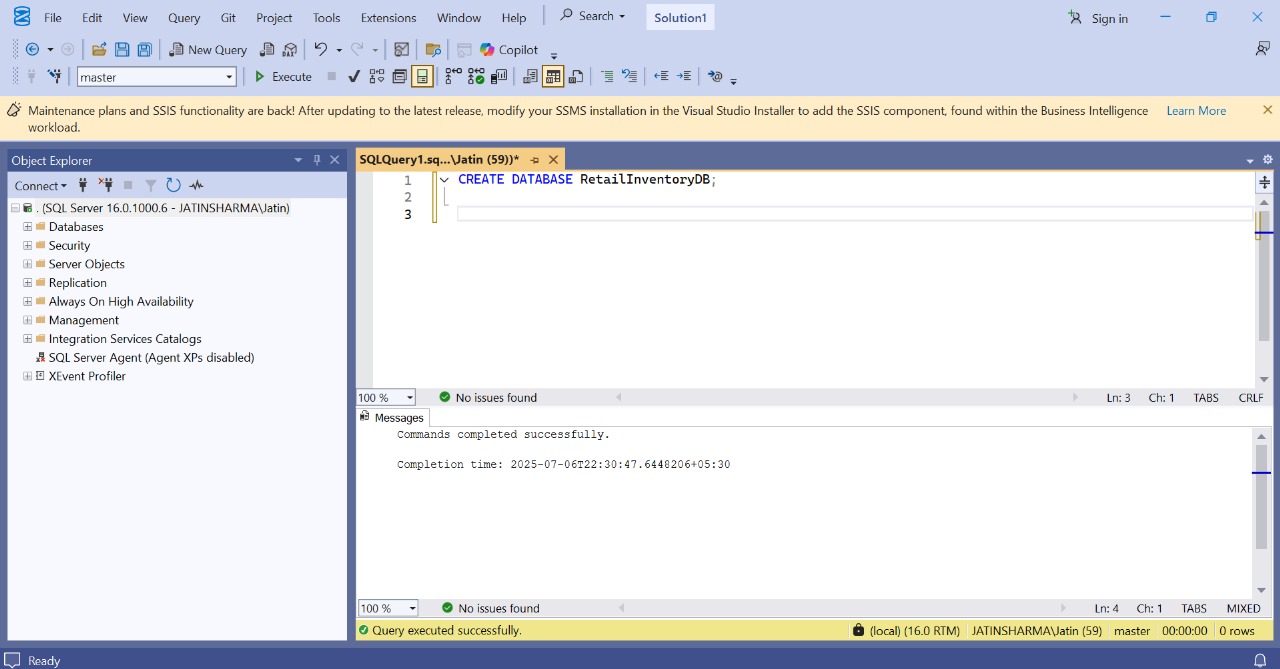 File Edit View Query Git Project Tools Extensions Window Help Search Solution1 Sign in
New Query DAX Copilot
master Execute
Maintenance plans and SSIS functionality are back! After updating to the latest release, modify your SSMS installation in the Visual Studio Installer to add the SSIS component, found within the Business Intelligence Learn More
workload.
Object Explorer
Connect
. (SQL Server 16.0.1000.6 - JATINSHARMA\Jatin)
Databases
Security
Server Objects
Replication
Always On High Availability
Management
Integration Services Catalogs
SQL Server Agent (Agent XPs disabled)
XEvent Profiler
SQLQuery1.sq...\Jatin (59))*
1 CREATE DATABASE RetailInventoryDB;
2
3
100 % No issues found Ln: 3 Ch: 1 TABS CRLF
Messages
Commands completed successfully.
Completion time: 2025-07-06T22:30:47.6448206+05:30
100 % No issues found Ln: 4 Ch: 1 TABS MIXED
Query executed successfully. (local) (16.0 RTM) JATINSHARMA\Jatin (59) master 00:00:00 0 rows
Ready